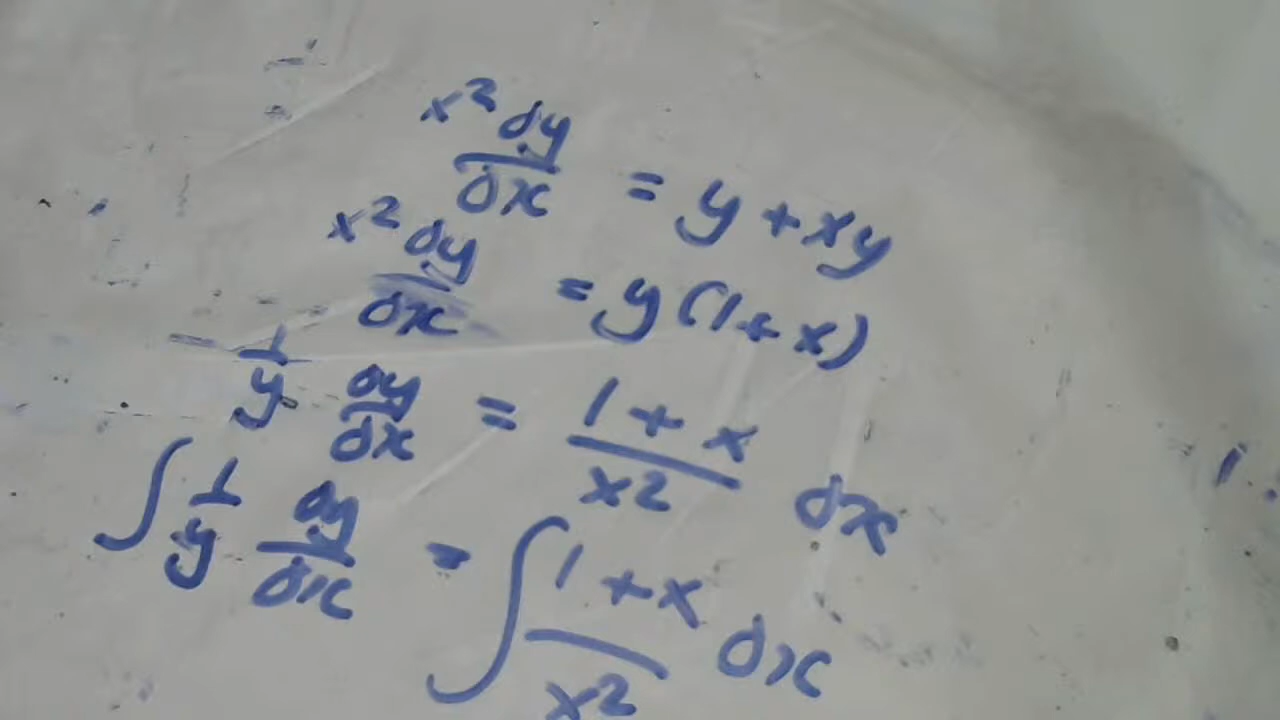 x² dy/dx = y + xy
x² dy/dx = y(1 + x)
1/y dy/dx = (1 + x)/x² dx
∫ 1/y dy/dx = ∫ (1 + x)/x² dx